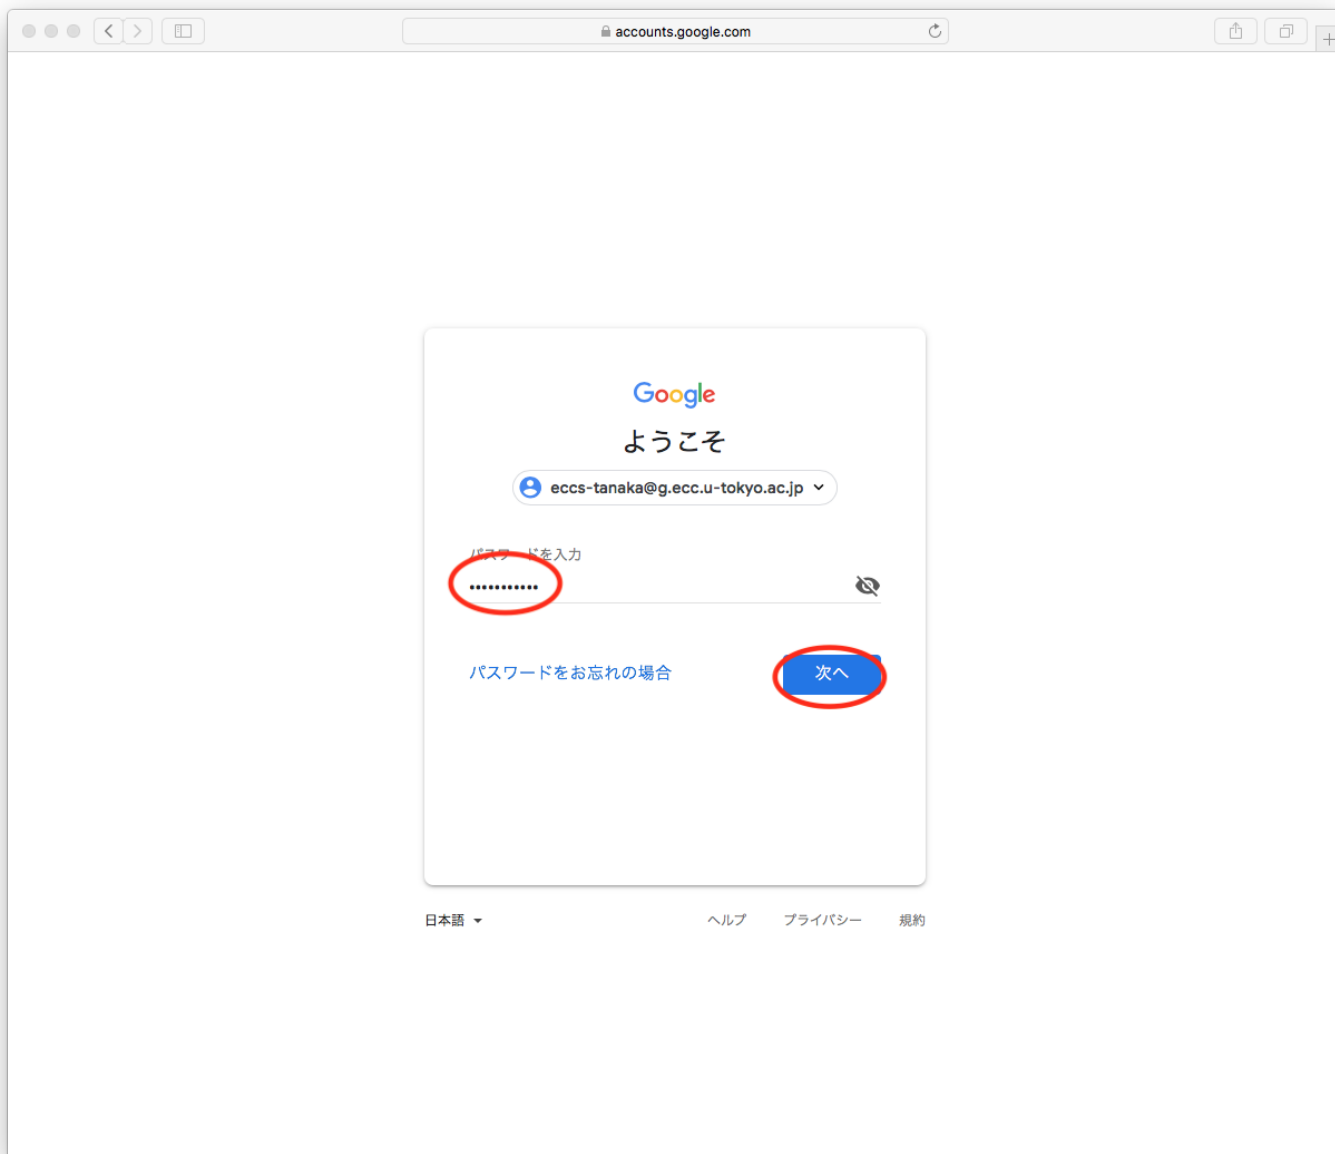 accounts.google.com
Google
ようこそ
eccs-tanaka@g.ecc.u-tokyo.ac.jp
パスワードを入力
•••••••••••
パスワードをお忘れの場合
次へ
日本語
ヘルプ プライバシー 規約